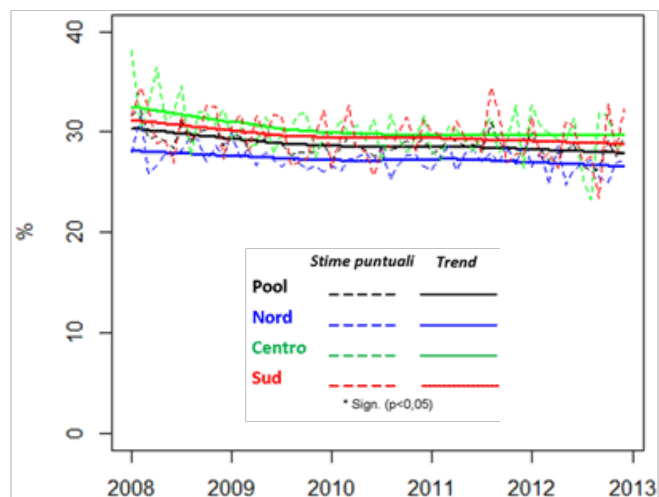 40
30
20
10
0
%
Stime puntuali Trend
Pool
Nord
Centro
Sud
* Sign. (p<0,05)
2008 2009 2010 2011 2012 2013